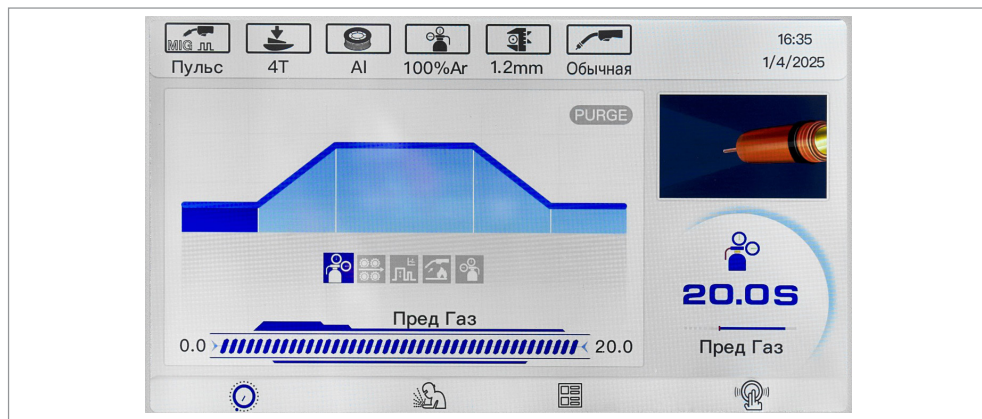 MIG
Пульс
4T
Al
100%Ar
1.2mm
Обычная
16:35
1/4/2025
PURGE
Пред Газ
0.0
20.0
20.0S
Пред Газ